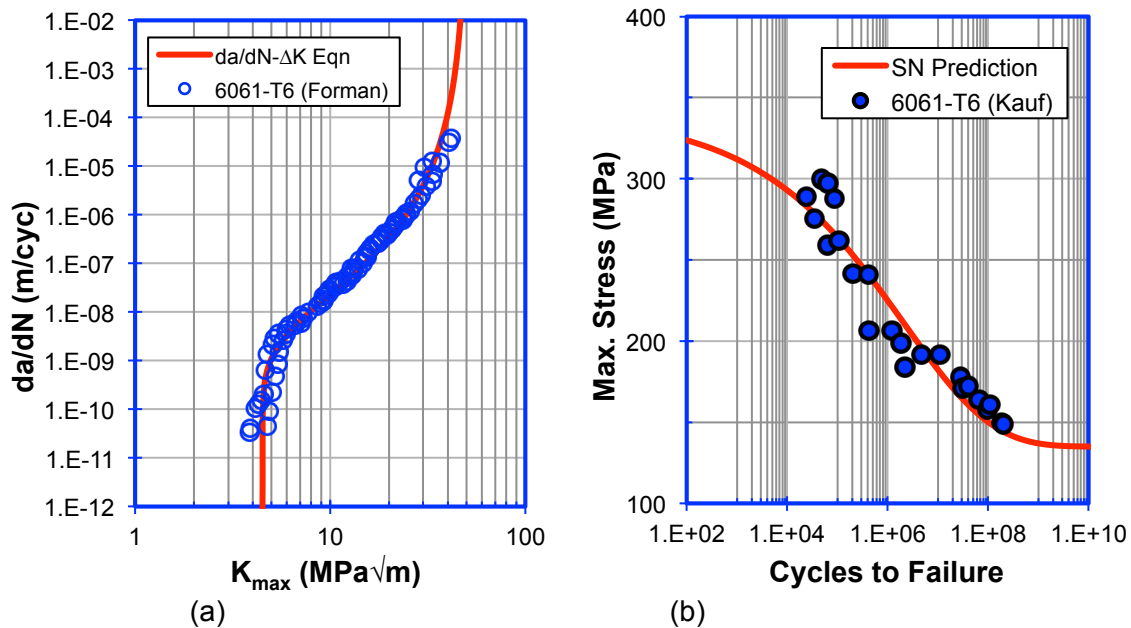 1.E-02
1.E-03
1.E-04
1.E-05
1.E-06
1.E-07
1.E-08
1.E-09
1.E-10
1.E-11
1.E-12
da/dN (m/cyc)
da/dN-ΔK Eqn
6061-T6 (Forman)
1 10 100
Kmax (MPa√m)
(a)
400
300
200
100
Max. Stress (MPa)
SN Prediction
6061-T6 (Kauf)
1.E+02 1.E+04 1.E+06 1.E+08 1.E+10
Cycles to Failure
(b)